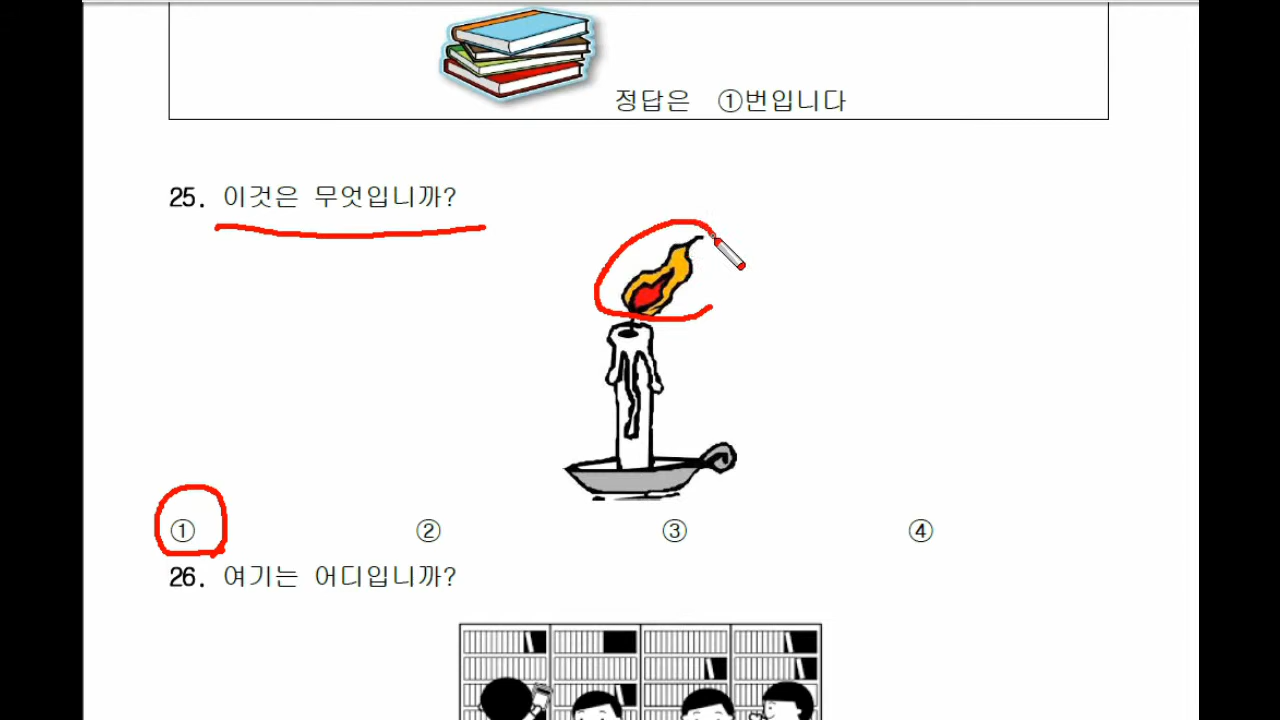 정답은 ①번입니다
25. 이것은 무엇입니까?
① ② ③ ④
26. 여기는 어디입니까?